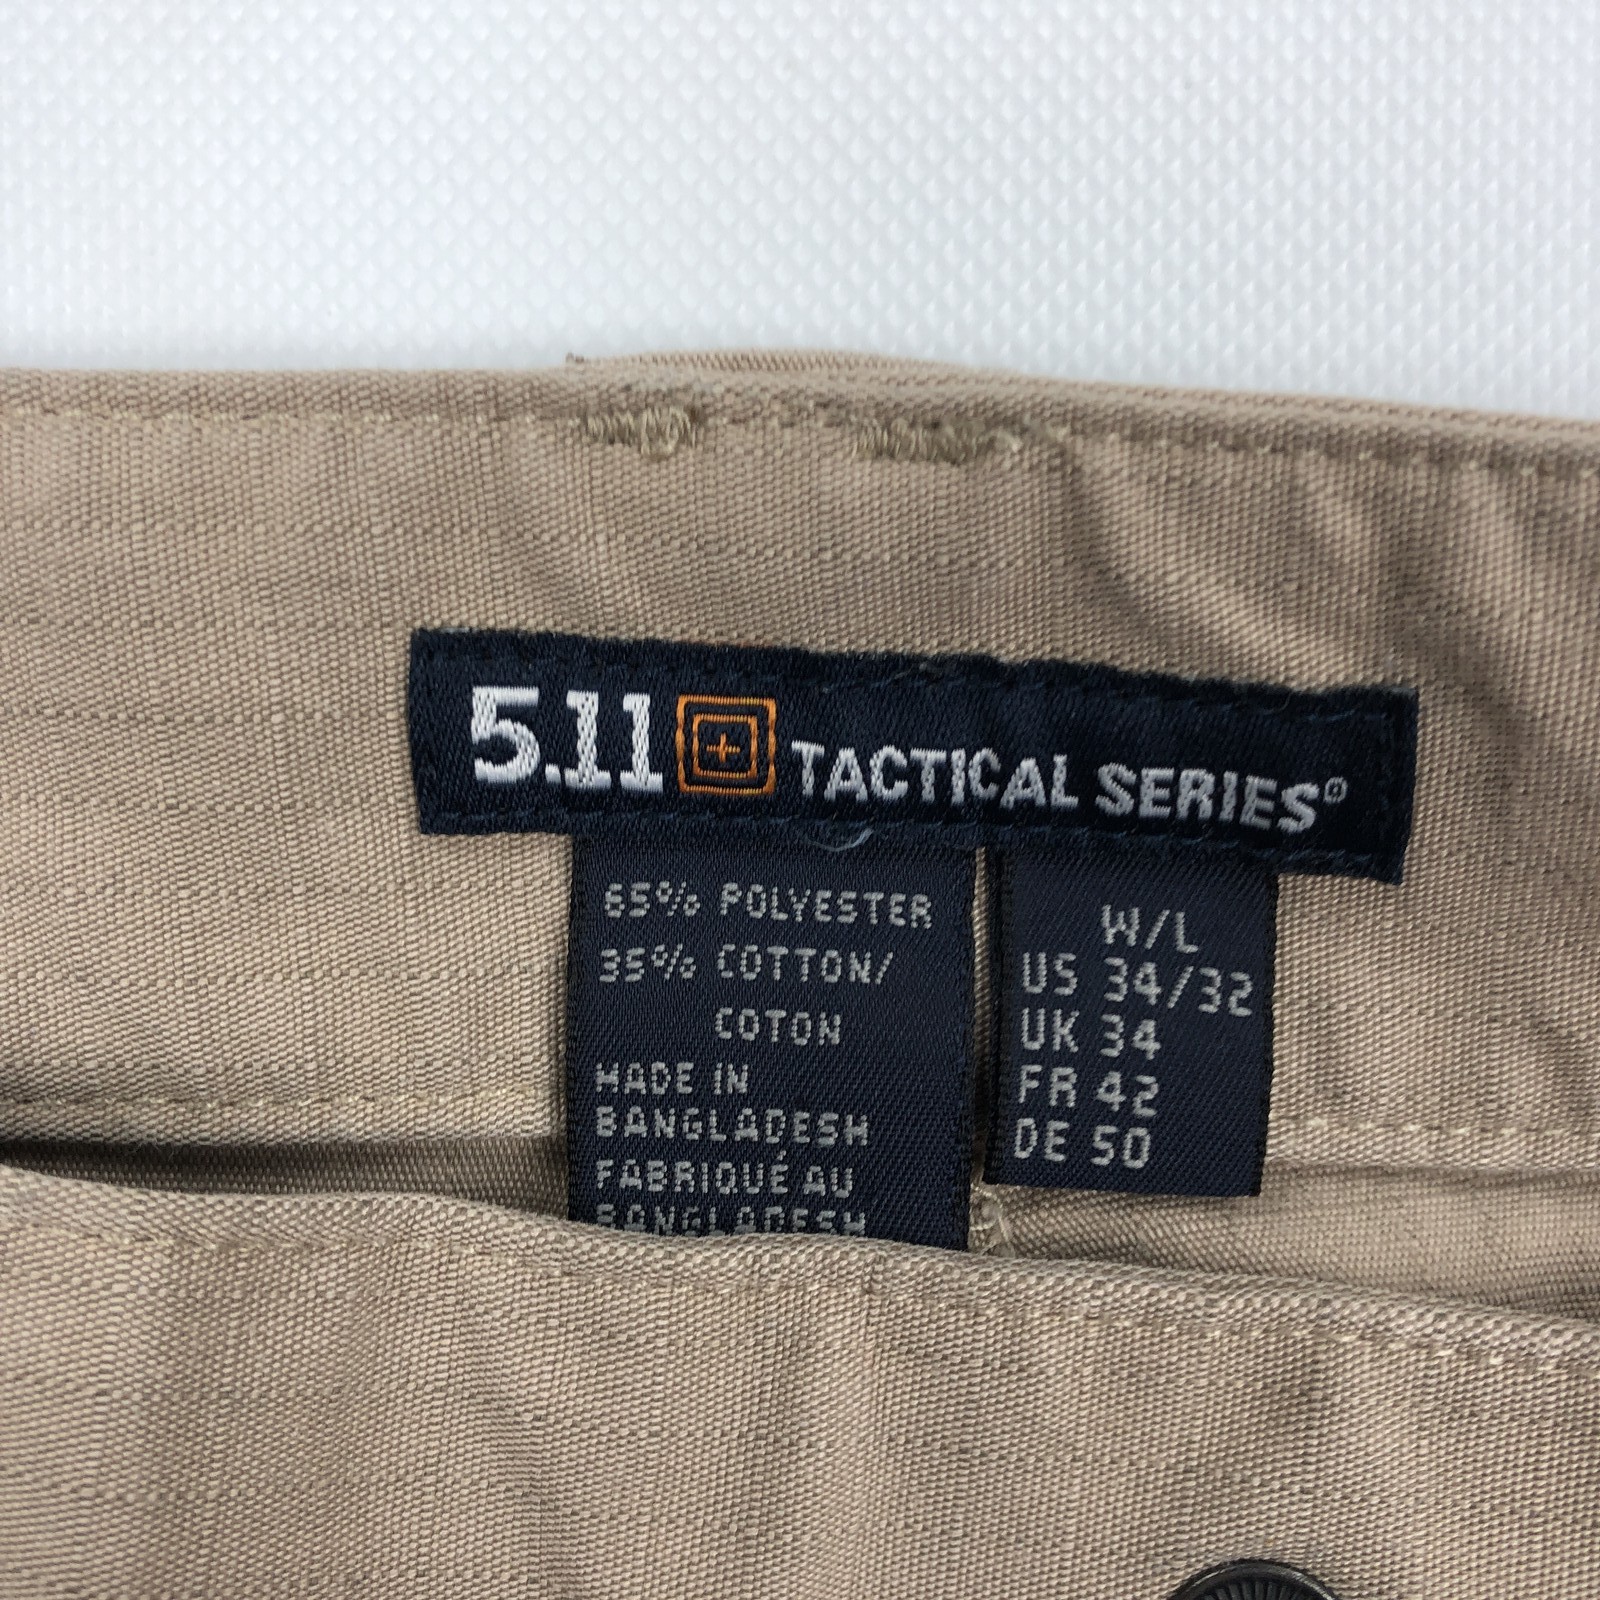 5.11 TACTICAL SERIES®
65% POLYESTER
35% COTTON/
COTON
MADE IN
BANGLADESH
FABRIQUÉ AU
BANGLADESH
W/L
US 34/32
UK 34
FR 42
DE 50